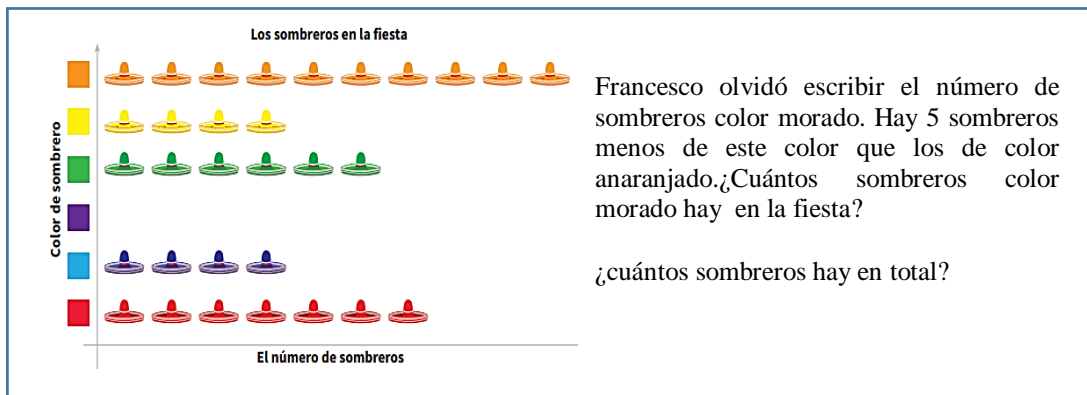 Los sombreros en la fiesta
Color de sombrero
El número de sombreros
Francesco olvidó escribir el número de
sombreros color morado. Hay 5 sombreros
menos de este color que los de color
anaranjado.¿Cuántos sombreros color
morado hay en la fiesta?
¿cuántos sombreros hay en total?